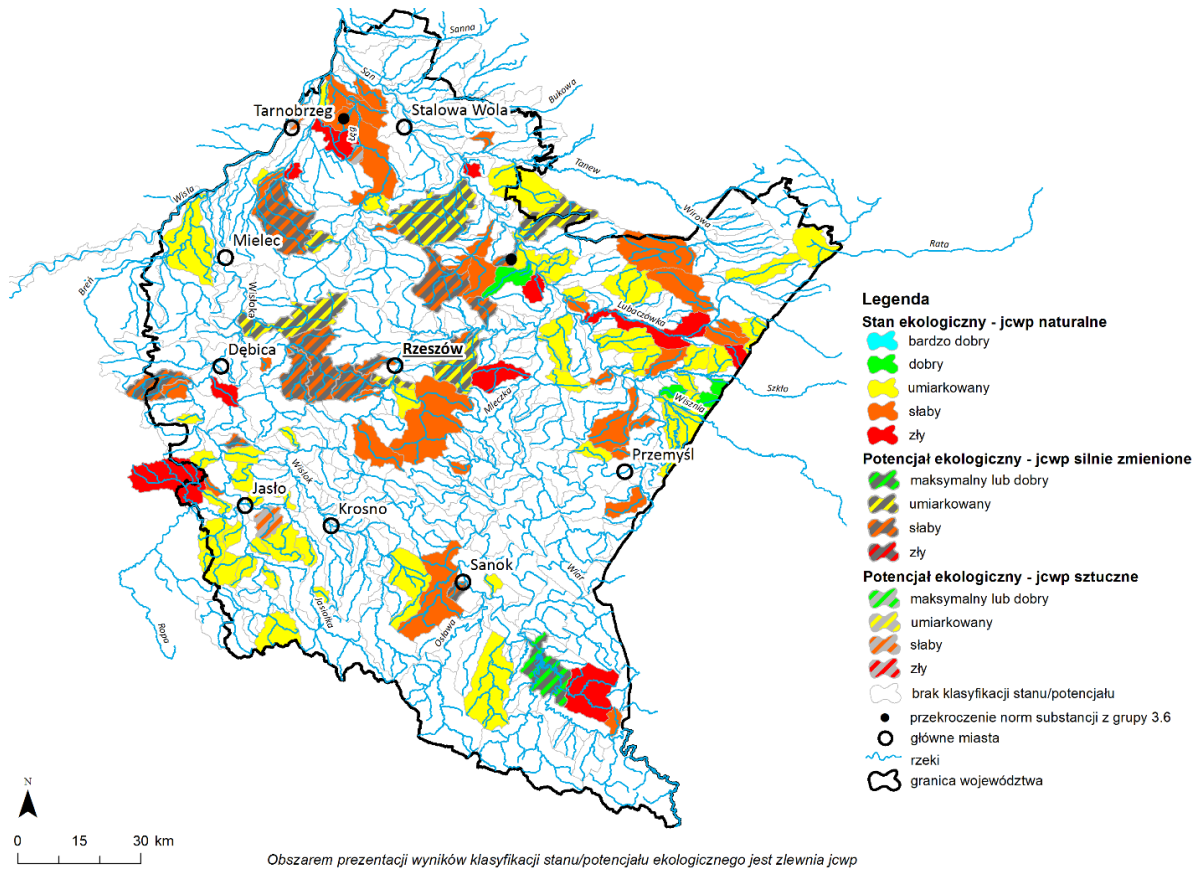 Sanna
San
Bukowa
Tarnobrzeg
Stalowa Wola
Łęg
Tanew
Wisła
Wirowa
Rata
Mielec
Breń
Wisłoka
Lubaczówka
Dębica
Rzeszów
Mleczka
Szkło
Wisznia
Przemyśl
Wisłok
Jasło
Krosno
Sanok
Wiar
Jasiołka
Ropa
Osława
Legenda
Stan ekologiczny - jcwp naturalne
bardzo dobry
dobry
umiarkowany
słaby
zły
Potencjał ekologiczny - jcwp silnie zmienione
maksymalny lub dobry
umiarkowany
słaby
zły
Potencjał ekologiczny - jcwp sztuczne
maksymalny lub dobry
umiarkowany
słaby
zły
brak klasyfikacji stanu/potencjału
przekroczenie norm substancji z grupy 3.6
główne miasta
rzeki
granica województwa
N
0 15 30 km
Obszarem prezentacji wyników klasyfikacji stanu/potencjału ekologicznego jest zlewnia jcwp